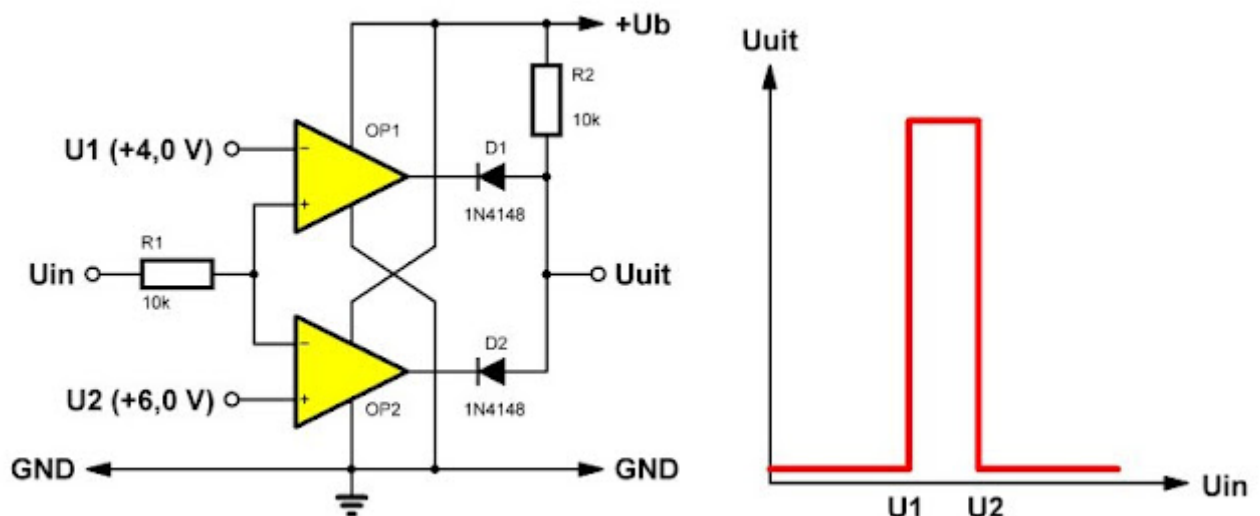 +Ub
R2
10k
OP1
U1 (+4,0 V)
−
+
D1
1N4148
R1
10k
Uin
Uuit
−
+
U2 (+6,0 V)
OP2
D2
1N4148
GND
GND
Uuit
U1
U2
Uin